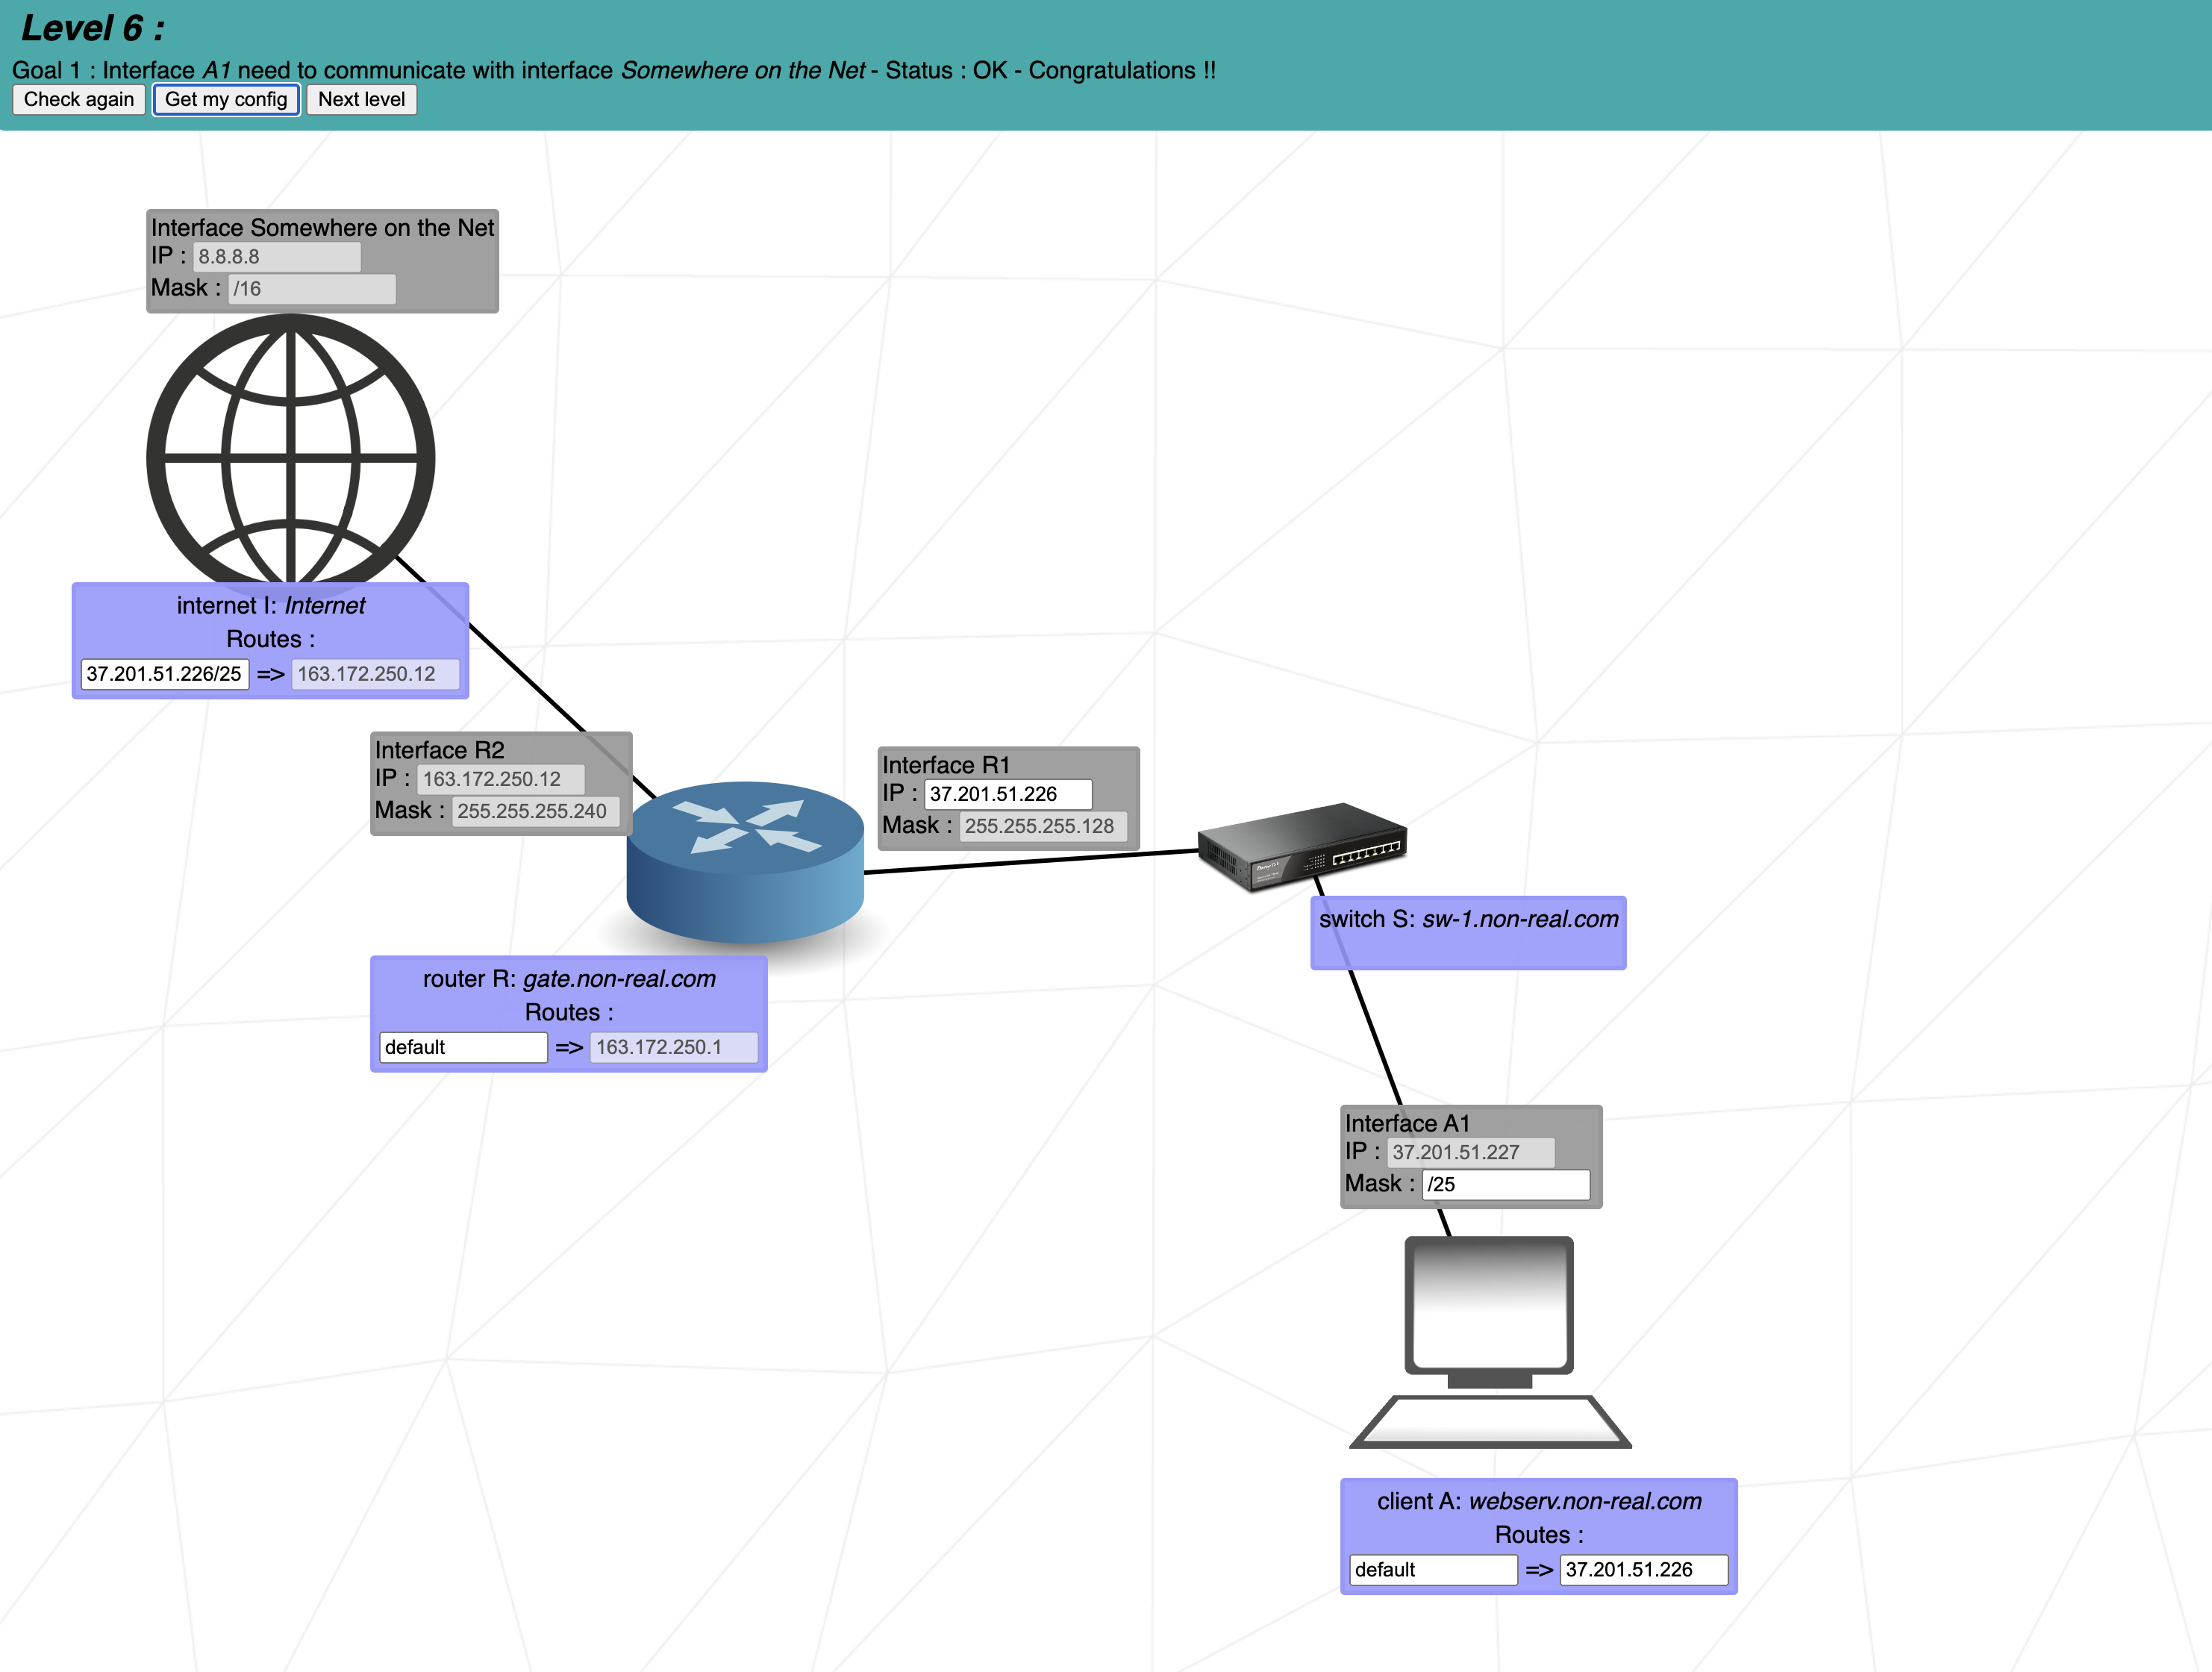 Level 6 :
Goal 1 : Interface A1 need to communicate with interface Somewhere on the Net - Status : OK - Congratulations !!
Check again Get my config Next level
Interface Somewhere on the Net
IP : 8.8.8.8
Mask : /16
internet I: Internet
Routes :
37.201.51.226/25 => 163.172.250.12
Interface R2
IP : 163.172.250.12
Mask : 255.255.255.240
Interface R1
IP : 37.201.51.226
Mask : 255.255.255.128
switch S: sw-1.non-real.com
router R: gate.non-real.com
Routes :
default => 163.172.250.1
Interface A1
IP : 37.201.51.227
Mask : /25
client A: webserv.non-real.com
Routes :
default => 37.201.51.226